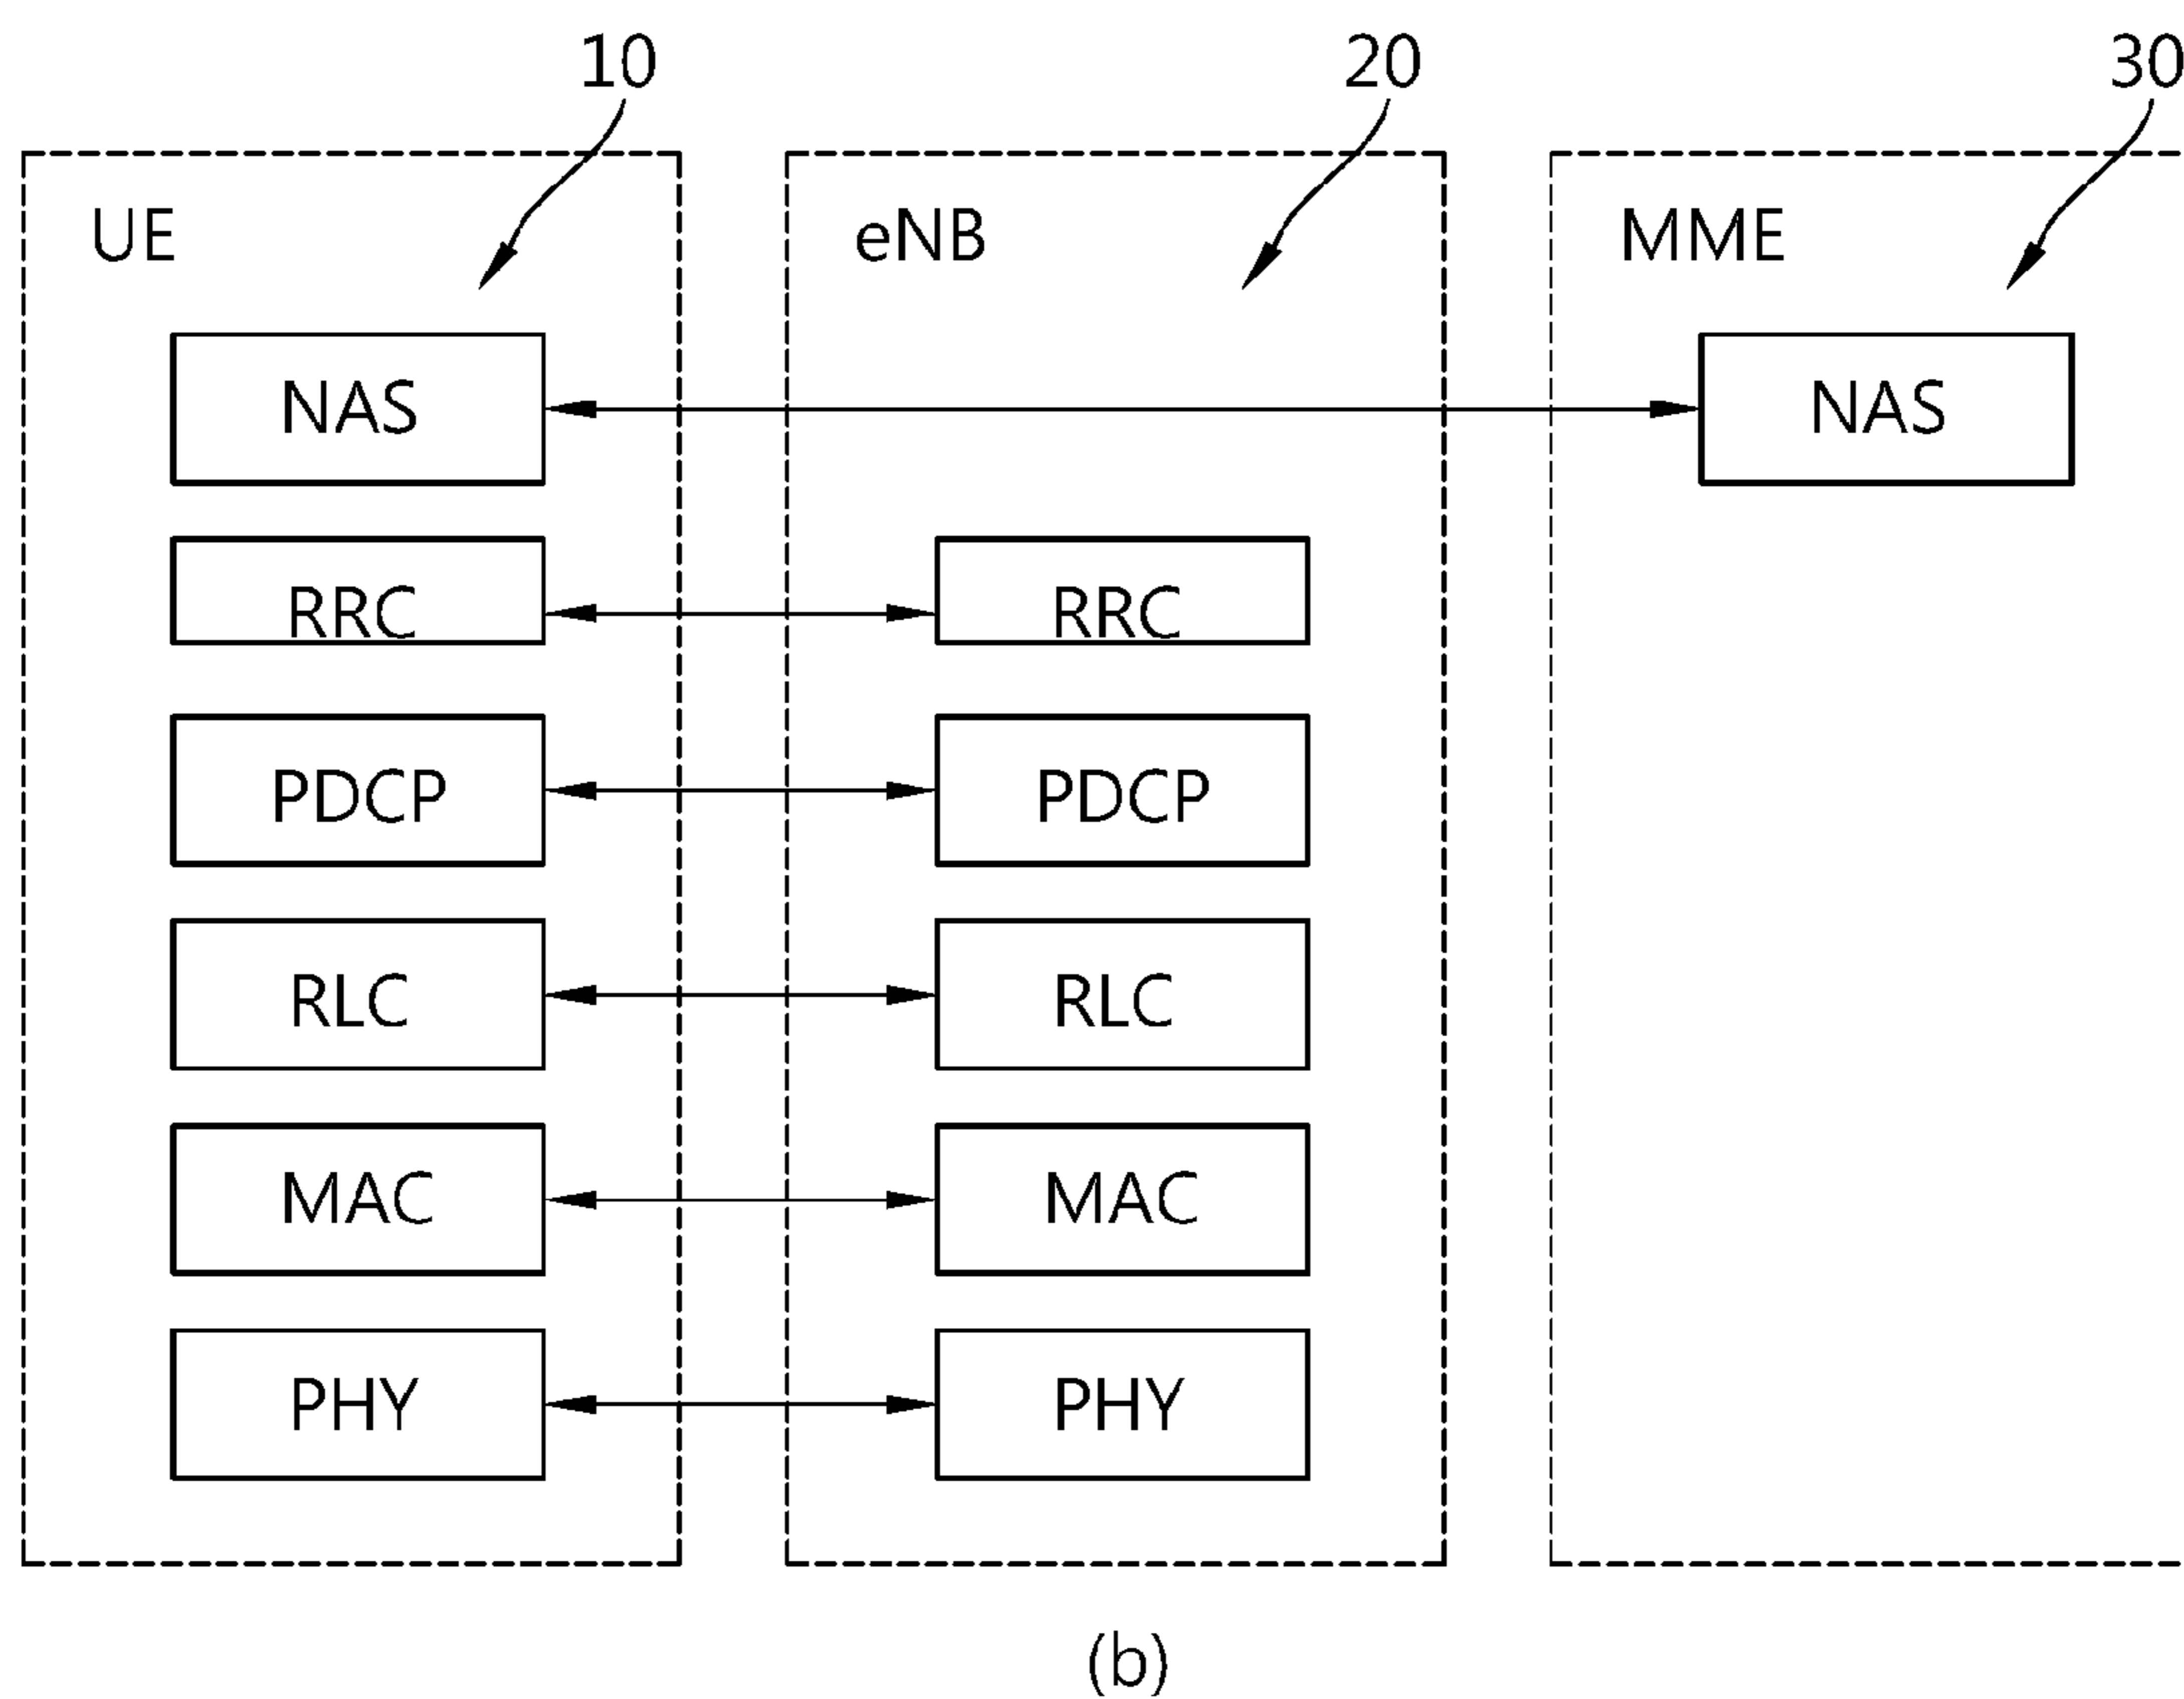 10 20 30
UE eNB MME
NAS NAS
RRC RRC
PDCP PDCP
RLC RLC
MAC MAC
PHY PHY
(b)